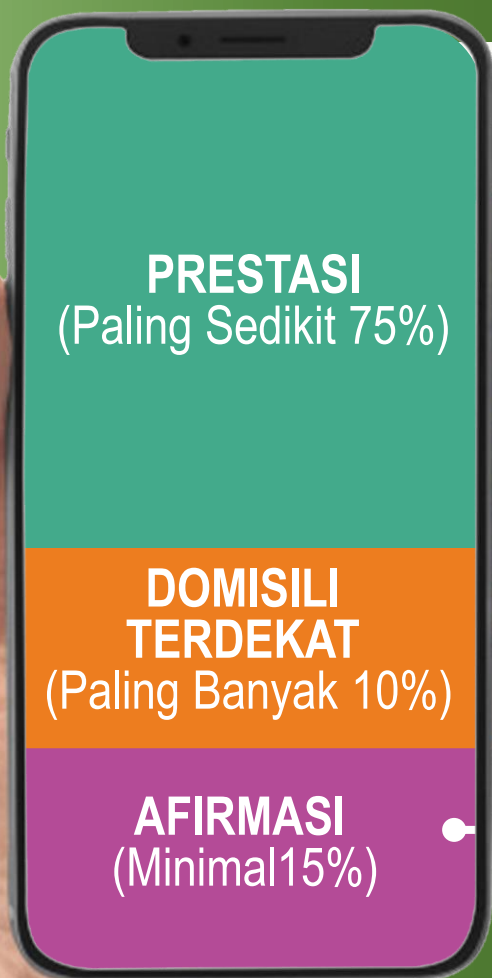 PRESTASI
(Paling Sedikit 75%)
DOMISILI
TERDEKAT
(Paling Banyak 10%)
AFIRMASI
(Minimal15%)